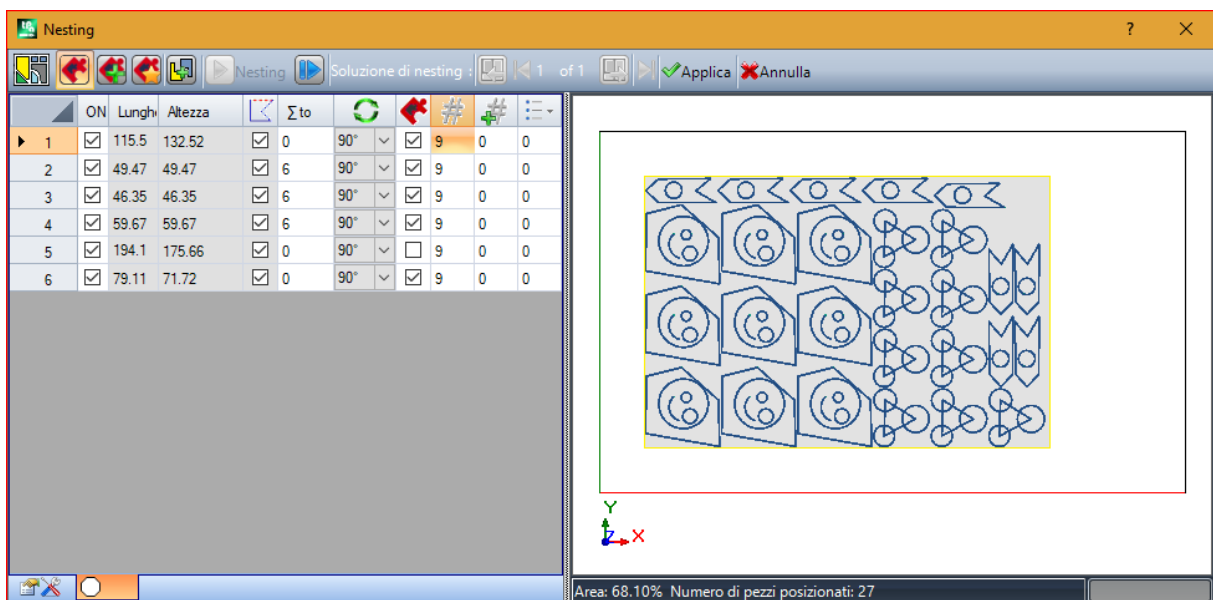 Nesting ? ×
Nesting Soluzione di nesting : 1 of 1 Applica Annulla
ON Lungh Altezza Σto
1 115.5 132.52 0 90° 9 0 0
2 49.47 49.47 6 90° 9 0 0
3 46.35 46.35 6 90° 9 0 0
4 59.67 59.67 6 90° 9 0 0
5 194.1 175.66 0 90° 9 0 0
6 79.11 71.72 0 90° 9 0 0
Y
Z X
Area: 68.10% Numero di pezzi posizionati: 27